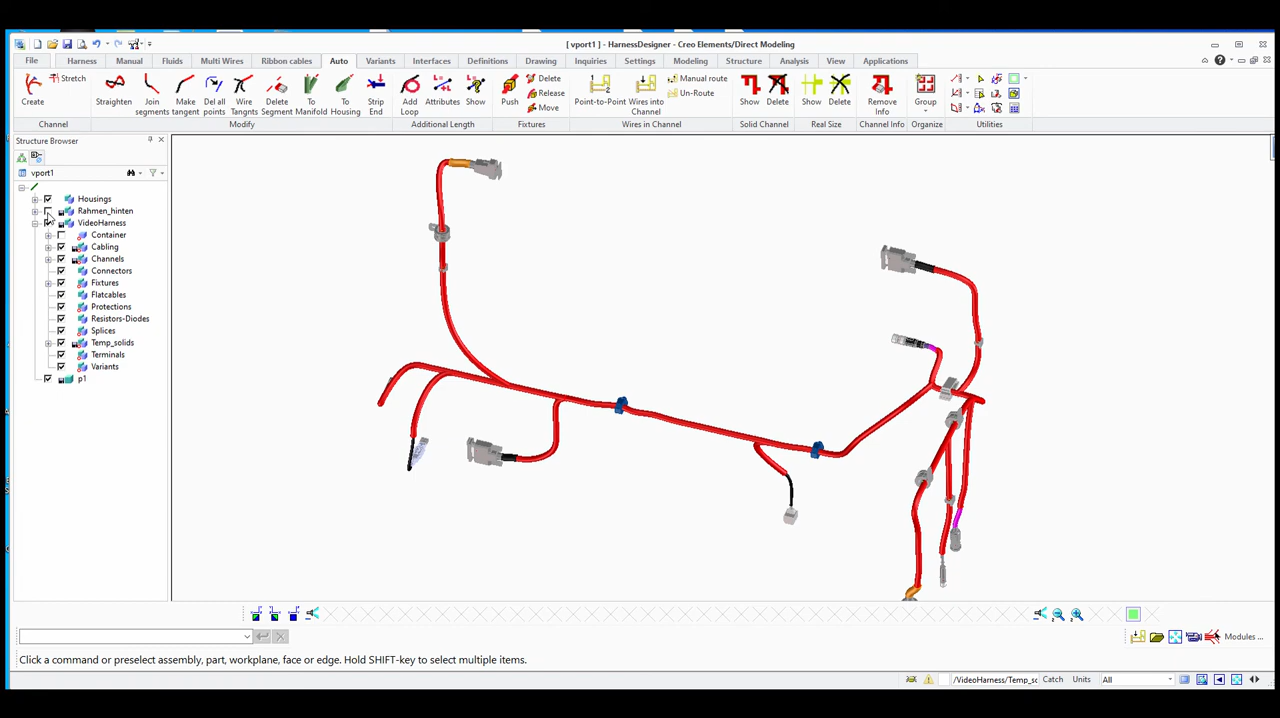 [ vport1 ] - HarnessDesigner - Creo Elements/Direct Modeling
File Harness Manual Fluids Multi Wires Ribbon cables Auto Variants Interfaces Definitions Drawing Inquiries Settings Modeling Structure Analysis View Applications
Create Stretch Straighten Join segments Make tangent Del all points Wire Tangents Delete Segment To Manifold To Housing Strip End Add Loop Attributes Show Push Delete Release Move Point-to-Point Wires into Channel Manual route Un-Route Show Delete Show Delete Remove Info Group
Channel Modify Additional Length Fixtures Wires in Channel Solid Channel Real Size Channel Info Organize Utilities
Structure Browser
vport1
Housings
Rahmen_hinten
VideoHarness
Container
Cabling
Channels
Connectors
Fixtures
Flatcables
Protections
Resistors-Diodes
Splices
Temp_solids
Terminals
Variants
p1
Modules ...
Click a command or preselect assembly, part, workplane, face or edge. Hold SHIFT-key to select multiple items.
/VideoHarness/Temp_sc Catch Units All